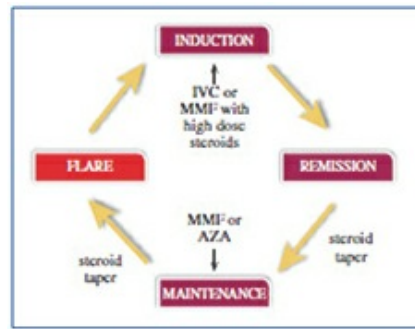 INDUCTION
IVC or
MMF with
high dose
steroids
FLARE
REMISSION
MMF or
AZA
steroid
taper
steroid
taper
MAINTENANCE